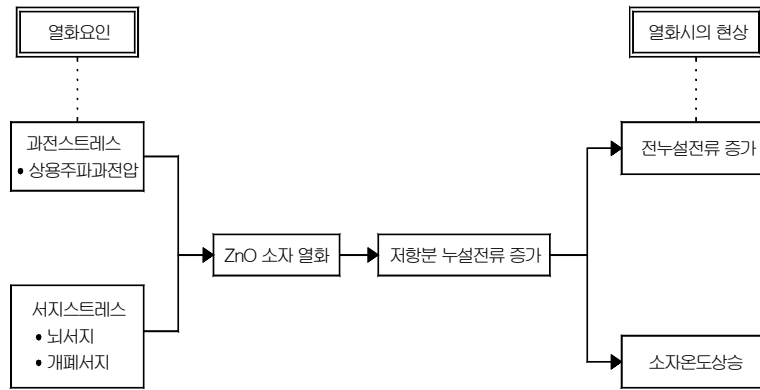 열화요인
열화시의 현상
과전스트레스
• 상용주파과전압
전누설전류 증가
ZnO 소자 열화
저항분 누설전류 증가
서지스트레스
• 뇌서지
• 개폐서지
소자온도상승